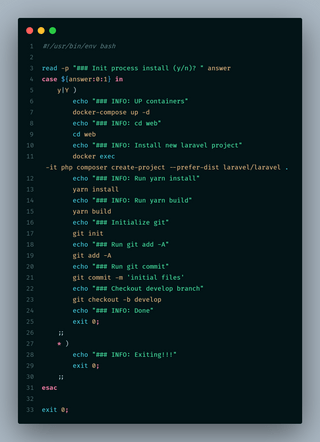 1 #!/usr/bin/env bash
2
3 read -p "### Init process install {y/n}? " answer
4 case ${answer:0:1} in
5 y|Y )
6 echo "### INFO: UP containers"
7 docker-compose up -d
8 echo "### INFO: cd web"
9 cd web
10 echo "### INFO: Install new laravel project"
11 docker exec
-it php composer create-project --prefer-dist laravel/laravel .
12 echo "### INFO: Run yarn install"
13 yarn install
14 echo "### INFO: Run yarn build"
15 yarn build
16 echo "### Initialize git"
17 git init
18 echo "### Run git add -A"
19 git add -A
20 echo "### Run git commit"
21 git commit -m 'initial files'
22 echo "### Checkout develop branch"
23 git checkout -b develop
24 echo "### INFO: Done"
25 exit 0;
26 ;;
27 * )
28 echo "### INFO: Exiting!!!"
29 exit 0;
30 ;;
31 esac
32
33 exit 0;